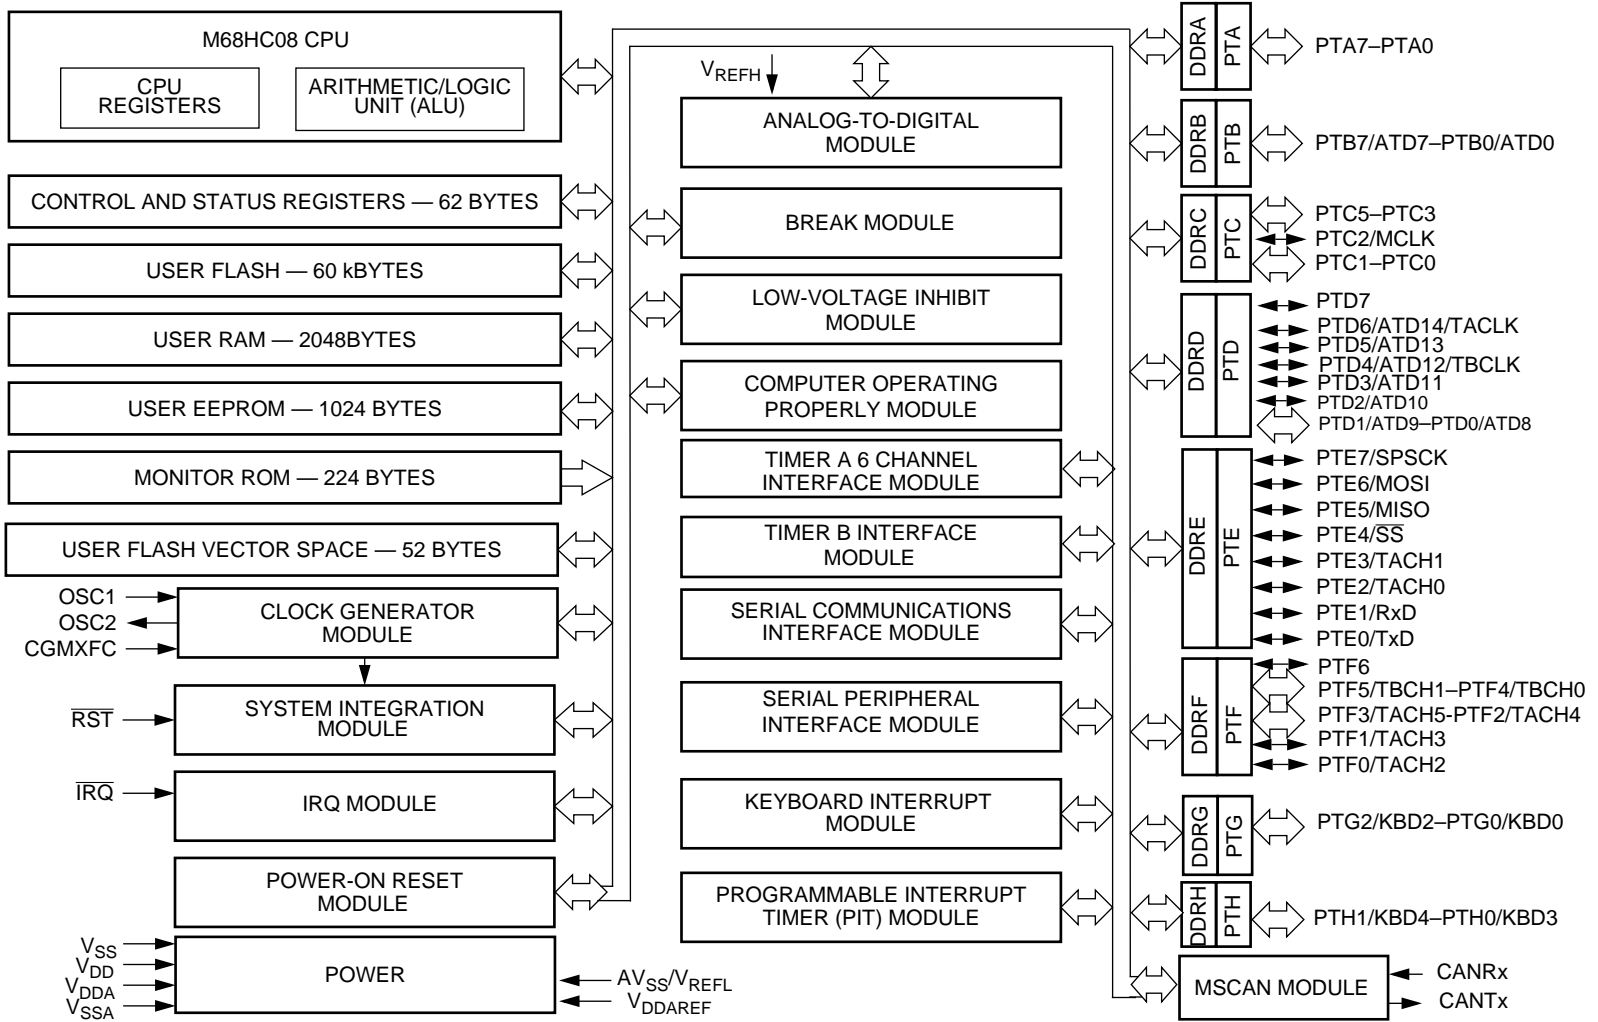 M68HC08 CPU
CPU
REGISTERS
ARITHMETIC/LOGIC
UNIT (ALU)
CONTROL AND STATUS REGISTERS — 62 BYTES
USER FLASH — 60 kBYTES
USER RAM — 2048BYTES
USER EEPROM — 1024 BYTES
MONITOR ROM — 224 BYTES
USER FLASH VECTOR SPACE — 52 BYTES
OSC1
OSC2
CGMXFC
CLOCK GENERATOR
MODULE
RST
SYSTEM INTEGRATION
MODULE
IRQ
IRQ MODULE
POWER-ON RESET
MODULE
VSS
VDD
VDDA
VSSA
POWER
AVSS/VREFL
VDDAREF
VREFH
ANALOG-TO-DIGITAL
MODULE
BREAK MODULE
LOW-VOLTAGE INHIBIT
MODULE
COMPUTER OPERATING
PROPERLY MODULE
TIMER A 6 CHANNEL
INTERFACE MODULE
TIMER B INTERFACE
MODULE
SERIAL COMMUNICATIONS
INTERFACE MODULE
SERIAL PERIPHERAL
INTERFACE MODULE
KEYBOARD INTERRUPT
MODULE
PROGRAMMABLE INTERRUPT
TIMER (PIT) MODULE
DDRA
PTA
PTA7–PTA0
DDRB
PTB
PTB7/ATD7–PTB0/ATD0
DDRC
PTC
PTC5–PTC3
PTC2/MCLK
PTC1–PTC0
DDRD
PTD
PTD7
PTD6/ATD14/TACLK
PTD5/ATD13
PTD4/ATD12/TBCLK
PTD3/ATD11
PTD2/ATD10
PTD1/ATD9–PTD0/ATD8
DDRE
PTE
PTE7/SPSCK
PTE6/MOSI
PTE5/MISO
PTE4/SS
PTE3/TACH1
PTE2/TACH0
PTE1/RxD
PTE0/TxD
DDRF
PTF
PTF6
PTF5/TBCH1–PTF4/TBCH0
PTF3/TACH5-PTF2/TACH4
PTF1/TACH3
PTF0/TACH2
DDRG
PTG
PTG2/KBD2–PTG0/KBD0
DDRH
PTH
PTH1/KBD4–PTH0/KBD3
MSCAN MODULE
CANRx
CANTx